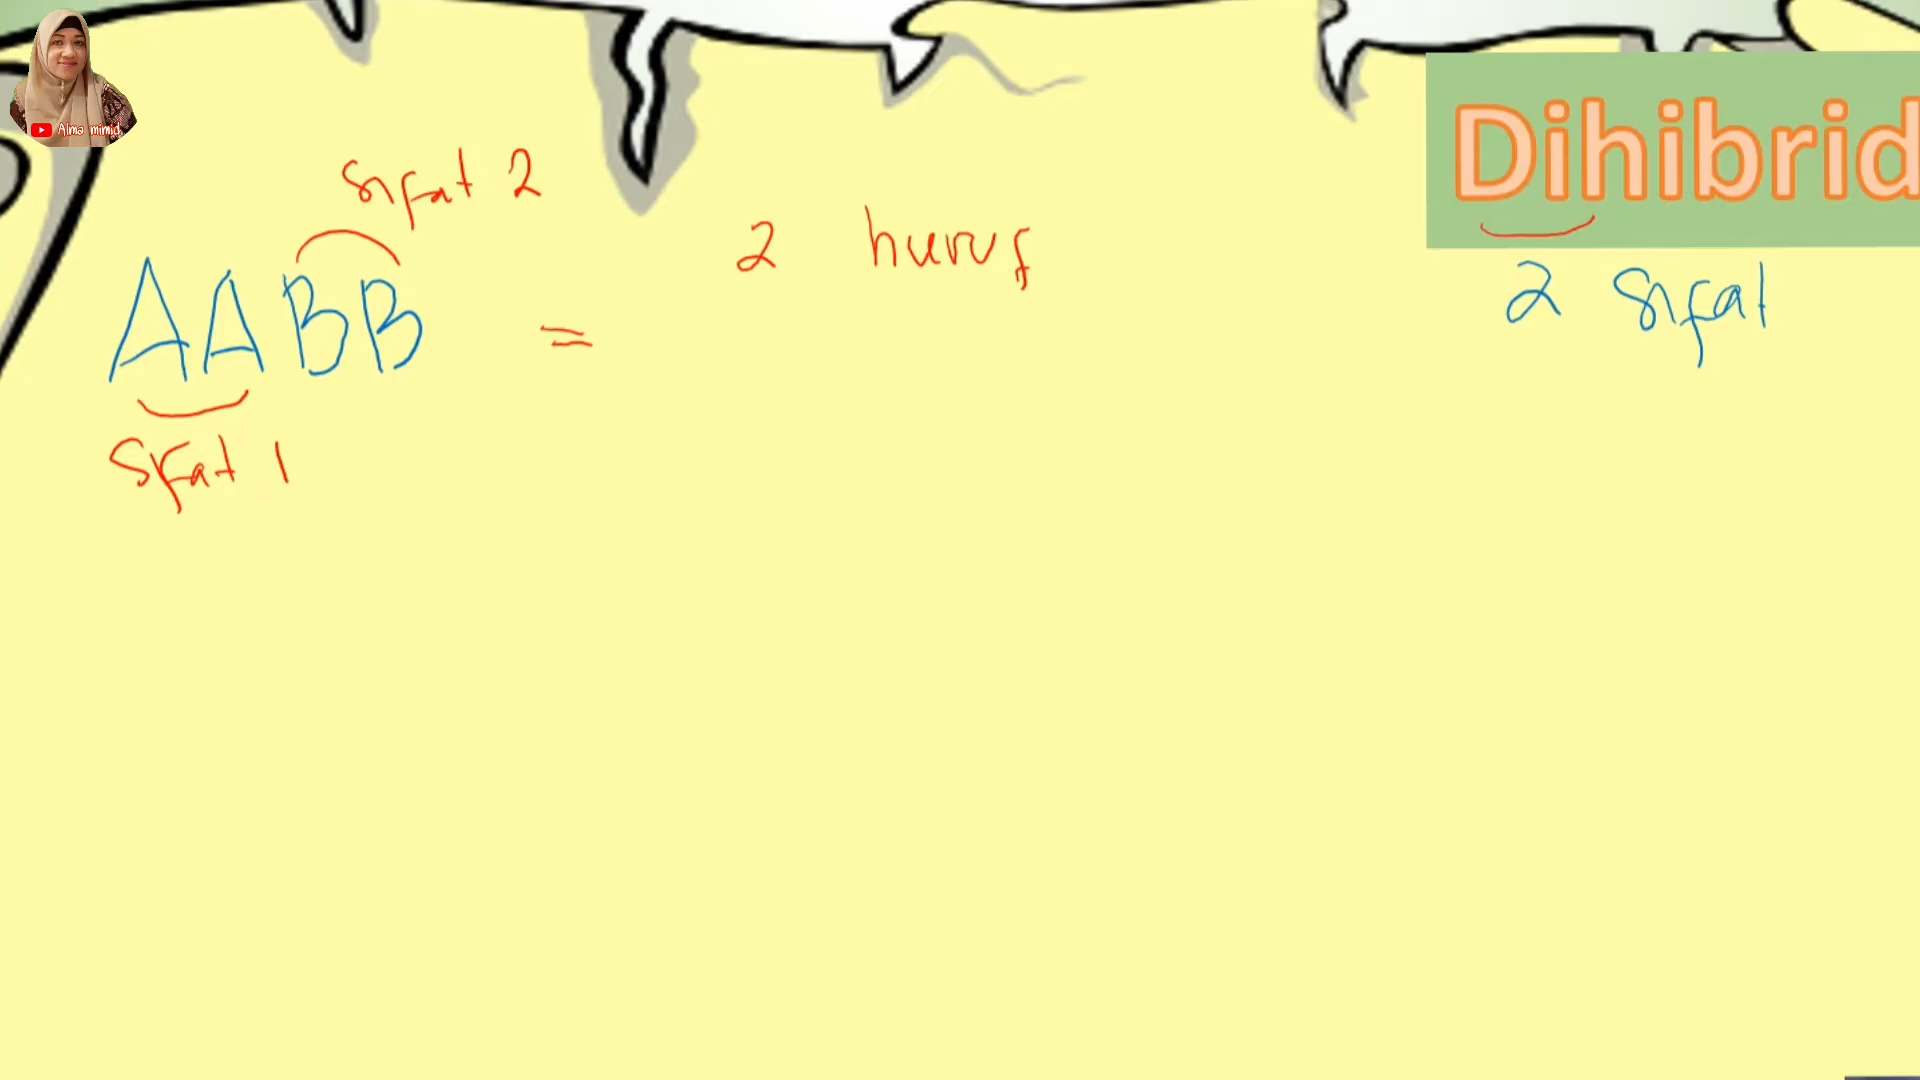 Alma mimid
Dihibrid
2 sifat
sifat 2
2 huruf
AABB =
Sifat 1